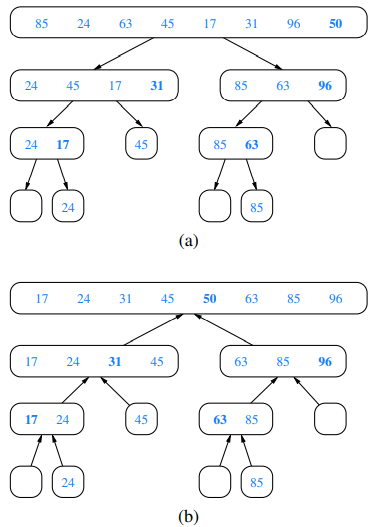 85 24 63 45 17 31 96 50
24 45 17 31 85 63 96
24 17 45 85 63
24 85
(a)
17 24 31 45 50 63 85 96
17 24 31 45 63 85 96
17 24 45 63 85
24 85
(b)